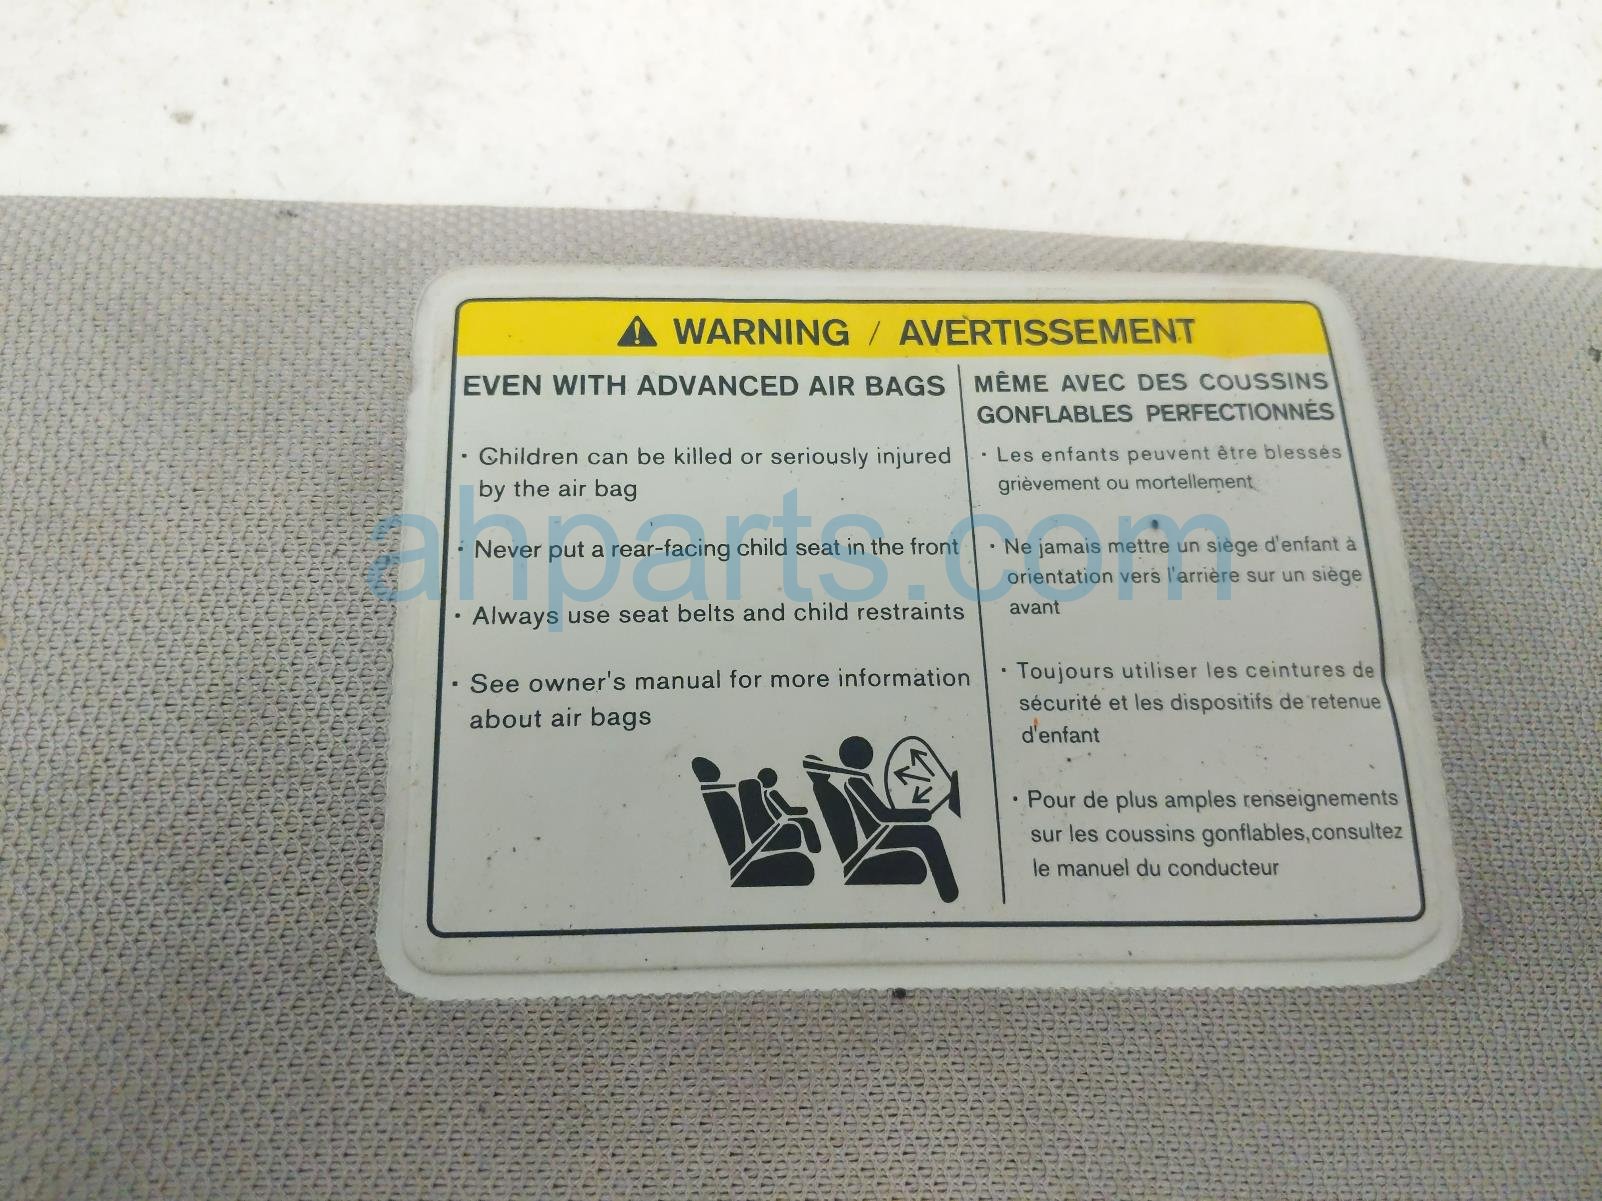 WARNING / AVERTISSEMENT
EVEN WITH ADVANCED AIR BAGS
· Children can be killed or seriously injured
by the air bag
· Never put a rear-facing child seat in the front
· Always use seat belts and child restraints
· See owner's manual for more information
about air bags
MÊME AVEC DES COUSSINS
GONFLABLES PERFECTIONNÉS
· Les enfants peuvent être blessés
grièvement ou mortellement
· Ne jamais mettre un siège d'enfant à
orientation vers l'arrière sur un siège
avant
· Toujours utiliser les ceintures de
sécurité et les dispositifs de retenue
d'enfant
· Pour de plus amples renseignements
sur les coussins gonflables,consultez
le manuel du conducteur
ahparts.com